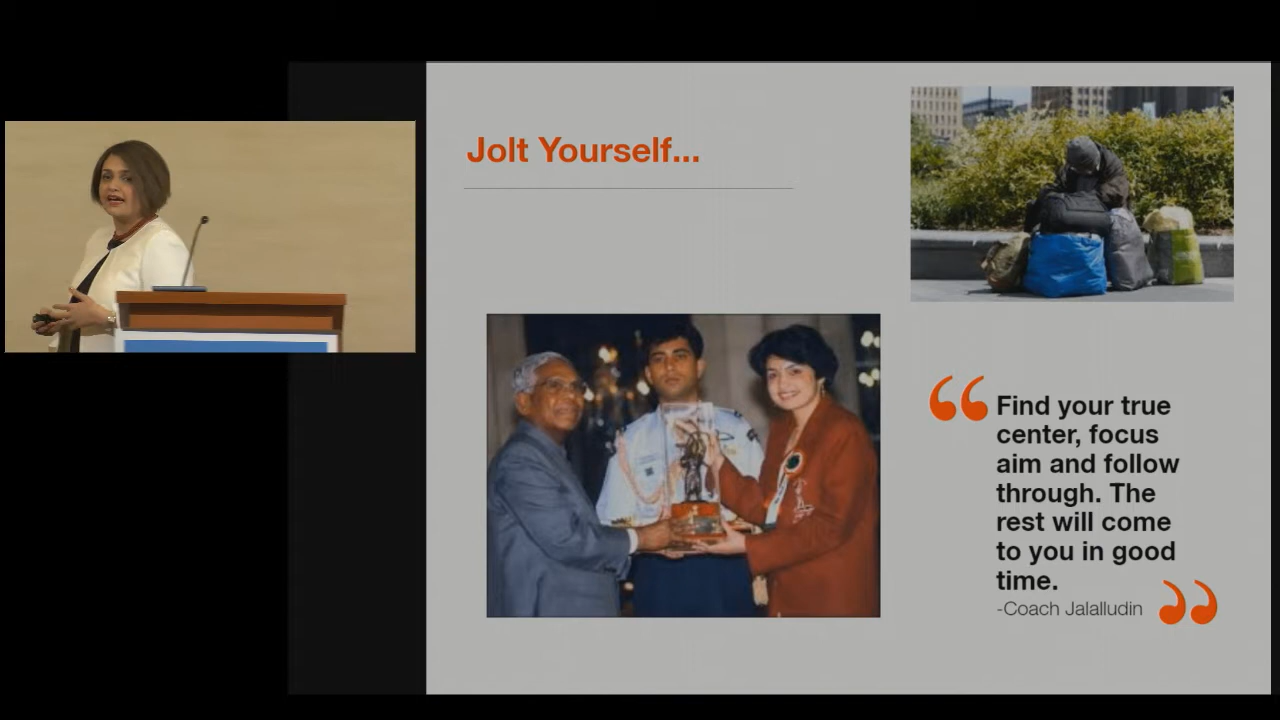 Jolt Yourself...
Find your true
center, focus
aim and follow
through. The
rest will come
to you in good
time.
-Coach Jalalludin